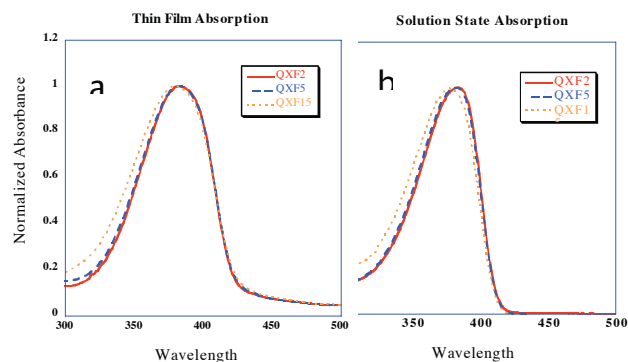 Thin Film Absorption
Solution State Absorption
Normalized Absorbance
1.2
1
0.8
0.6
0.4
0.2
0
a
QXF2
QXF5
QXF15
300
350
400
450
500
Wavelength
h
QXF2
QXF5
QXF1
350
400
450
500
Wavelength